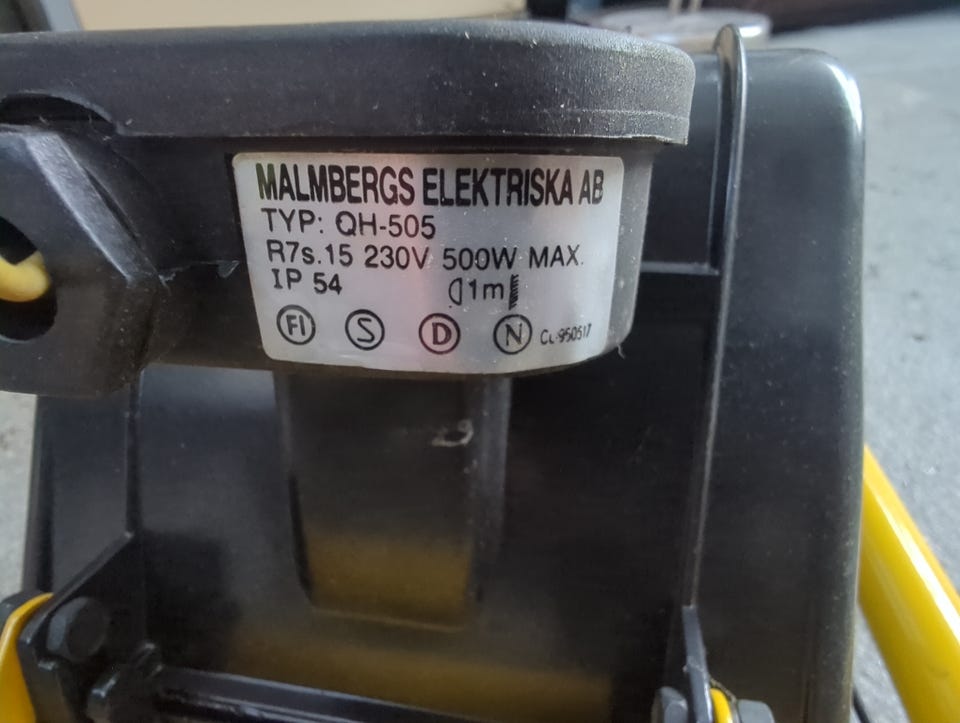 MALMBERGS ELEKTRISKA AB
TYP: QH-505
R7s.15 230V 500W MAX.
IP 54 1m
FI S D N